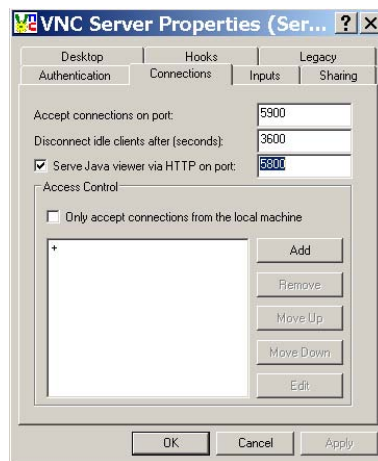 VNC Server Properties (Ser... ? ×
Desktop Hooks Legacy
Authentication Connections Inputs Sharing
Accept connections on port: 5900
Disconnect idle clients after (seconds): 3600
Serve Java viewer via HTTP on port: 5800
Access Control
Only accept connections from the local machine
+
Add
Remove
Move Up
Move Down
Edit
OK Cancel Apply